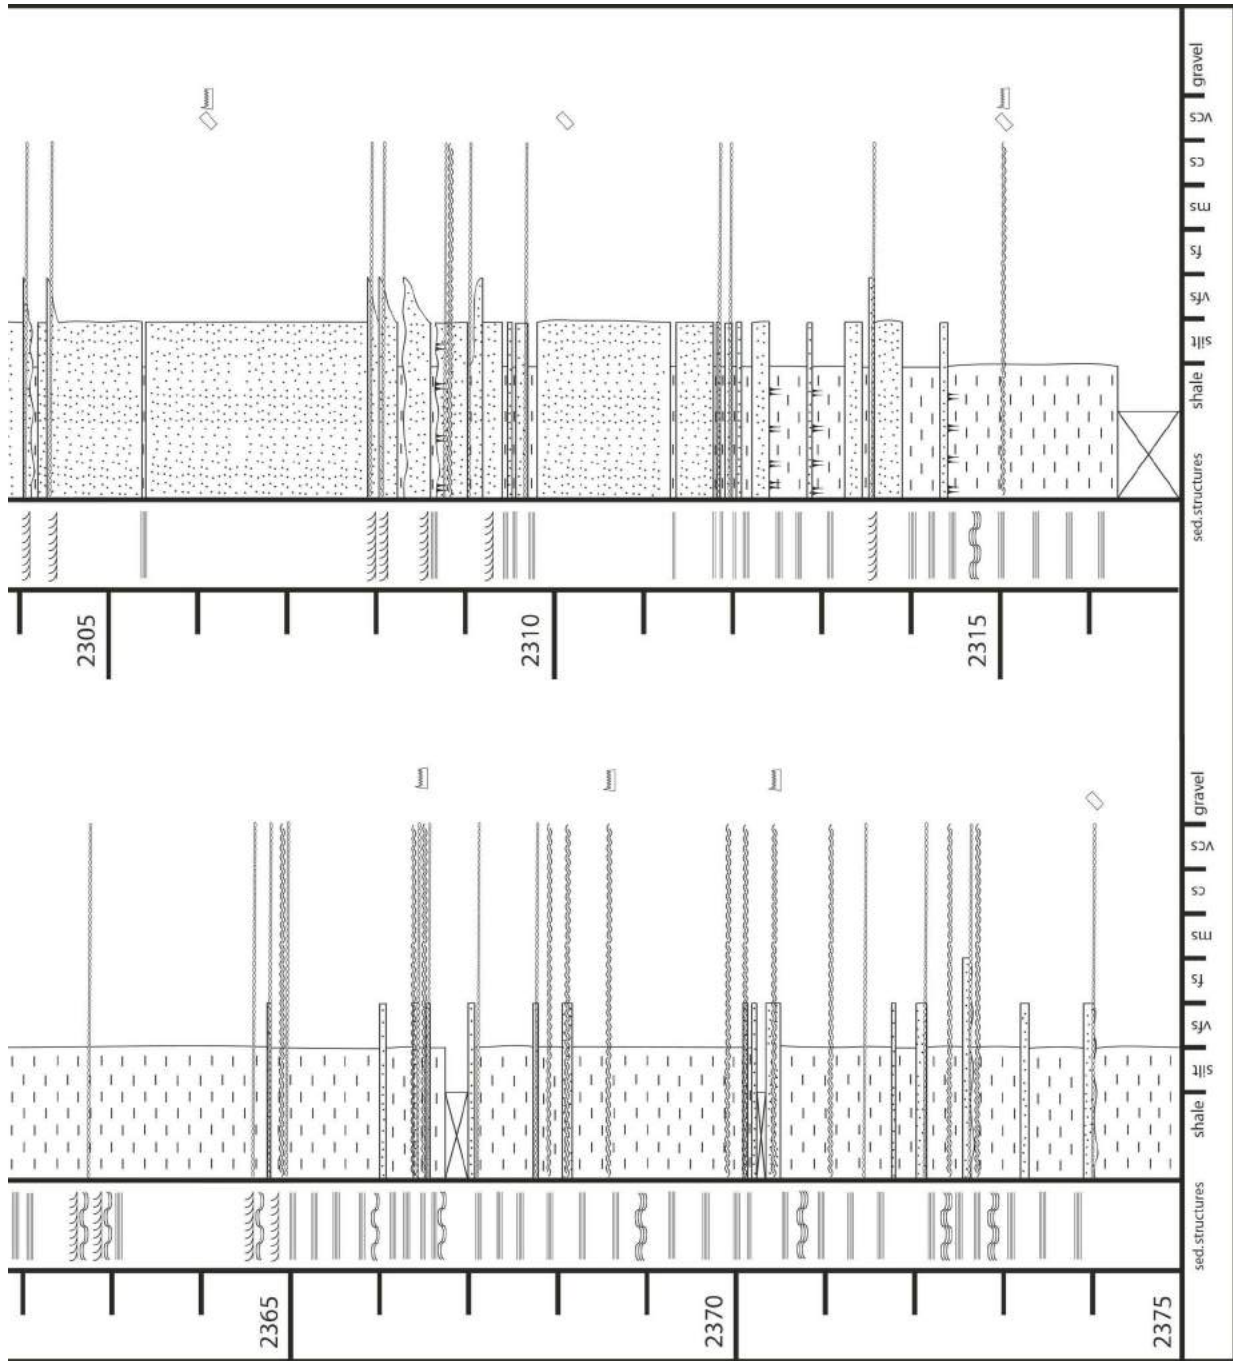 gravel
vcs
cs
ms
fs
vfs
silt
shale
sed. structures
2305
2310
2315
gravel
vcs
cs
ms
fs
vfs
silt
shale
sed. structures
2365
2370
2375